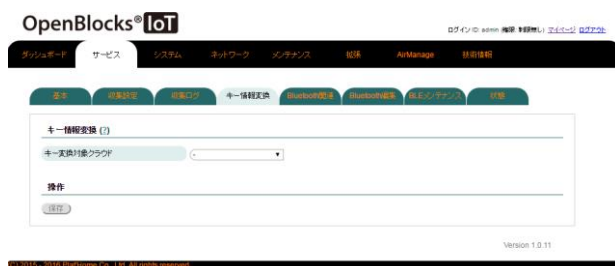 OpenBlocks® IoT
ログインID: admin (権限: 制限無し) マイページ ログアウト
ダッシュボード サービス システム ネットワーク メンテナンス 拡張 AirManage 技術情報
基本 収集設定 収集ログ キー情報変換 Bluetooth関連 Bluetooth編集 BLEメンテナンス 状態
キー情報変換 (?)
キー変換対象クラウド -
操作
保存
Version 1.0.11
(C) 2015 - 2016 Plat'Home Co., Ltd. All rights reserved.